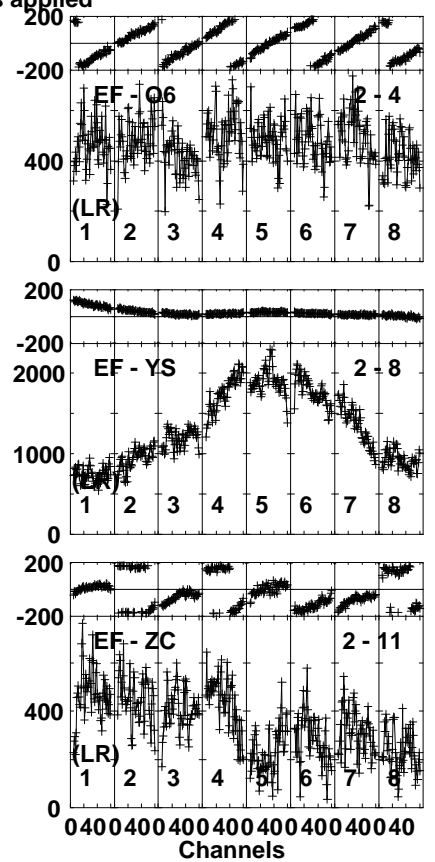 s applied
200
-200
EF - O6 2 - 4
400
(LR)
1 2 3 4 5 6 7 8
0
200
-200
EF - YS 2 - 8
2000
1000
(LR)
1 2 3 4 5 6 7 8
0
200
-200
EF - ZC 2 - 11
400
(LR)
1 2 3 4 5 6 7 8
0
0 40 0 40 0 40 0 40 0 40 0 40 0 40 0 40
Channels